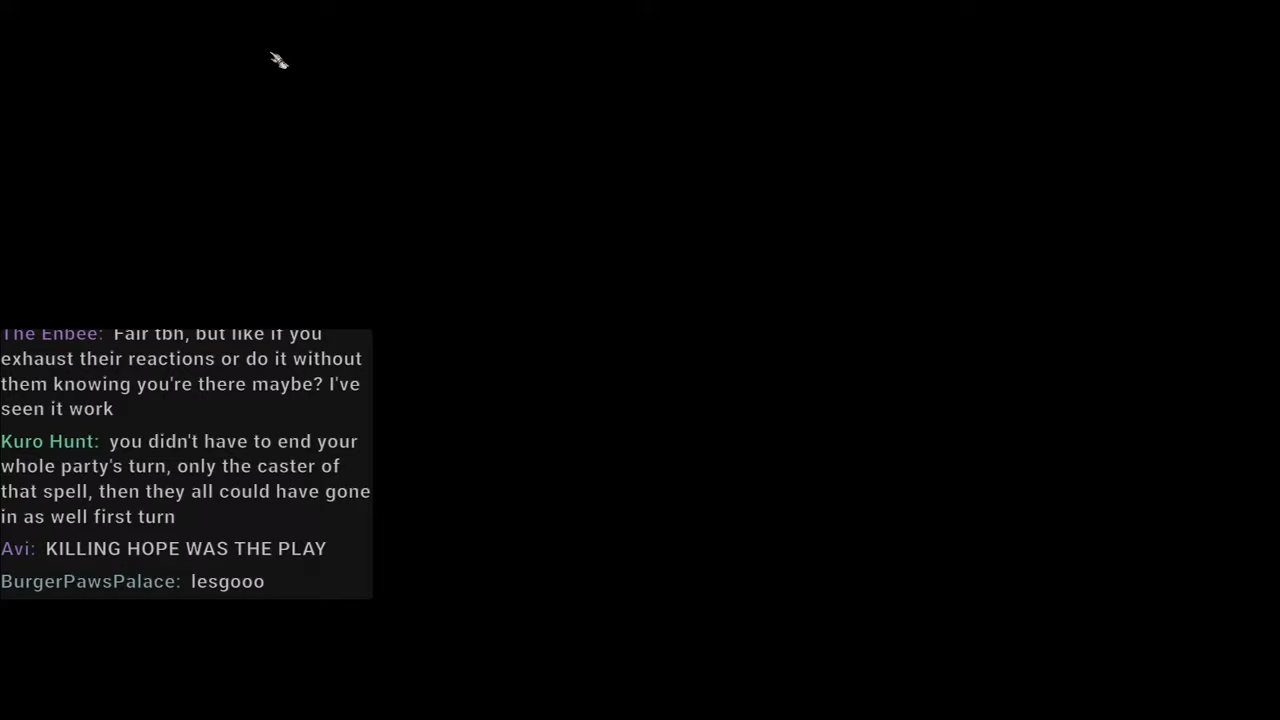 The Enbee: Fair tbh, but like if you
exhaust their reactions or do it without
them knowing you're there maybe? I've
seen it work
Kuro Hunt: you didn't have to end your
whole party's turn, only the caster of
that spell, then they all could have gone
in as well first turn
Avi: KILLING HOPE WAS THE PLAY
BurgerPawsPalace: lesgooo